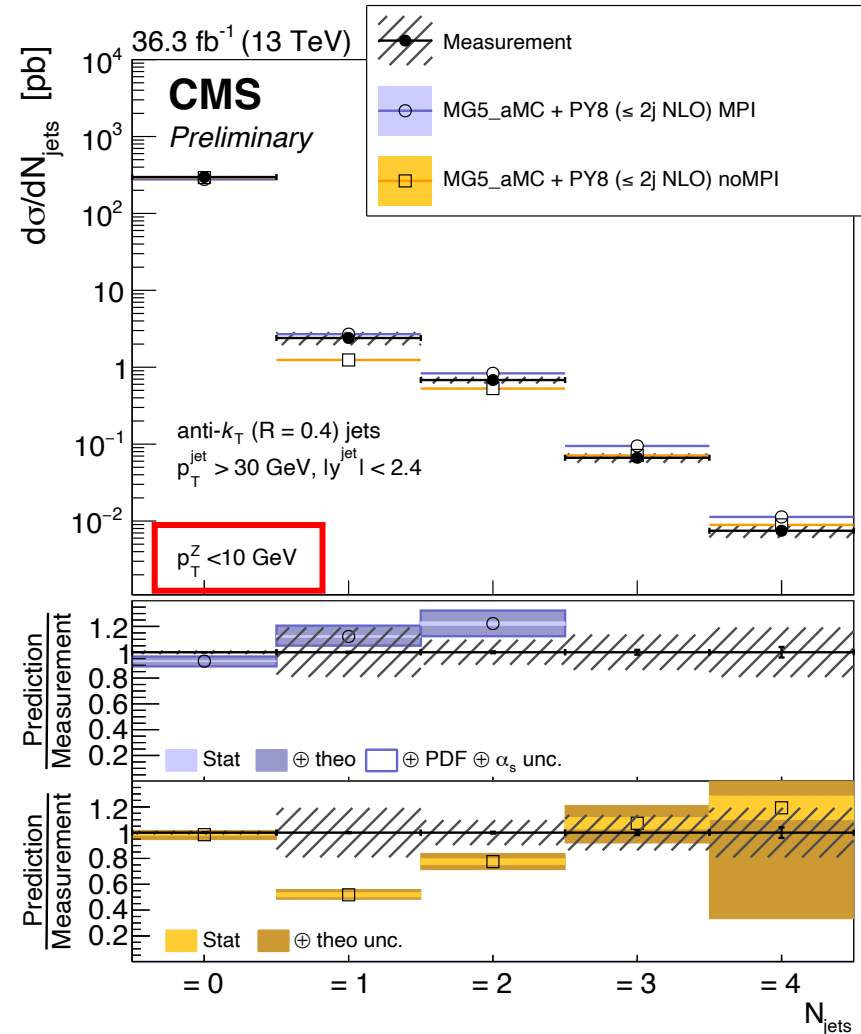 36.3 fb⁻¹ (13 TeV)
Measurement
MG5_aMC + PY8 (≤ 2j NLO) MPI
MG5_aMC + PY8 (≤ 2j NLO) noMPI
CMS
Preliminary
dσ/dN_jets [pb]
10⁴
10³
10²
10
1
10⁻¹
10⁻²
anti-k_T (R = 0.4) jets
p_T^jet > 30 GeV, |y^jet| < 2.4
p_T^Z <10 GeV
Prediction
Measurement
1.2
1
0.8
0.6
0.4
0.2
Stat ⊕ theo ⊕ PDF ⊕ α_s unc.
Prediction
Measurement
1.2
1
0.8
0.6
0.4
0.2
Stat ⊕ theo unc.
= 0 = 1 = 2 = 3 = 4
N_jets